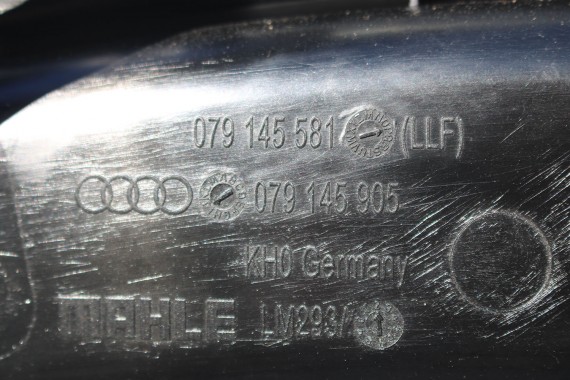 079 145 581 (LLF)
079 145 905
KH0 Germany
MAHLE LM293/